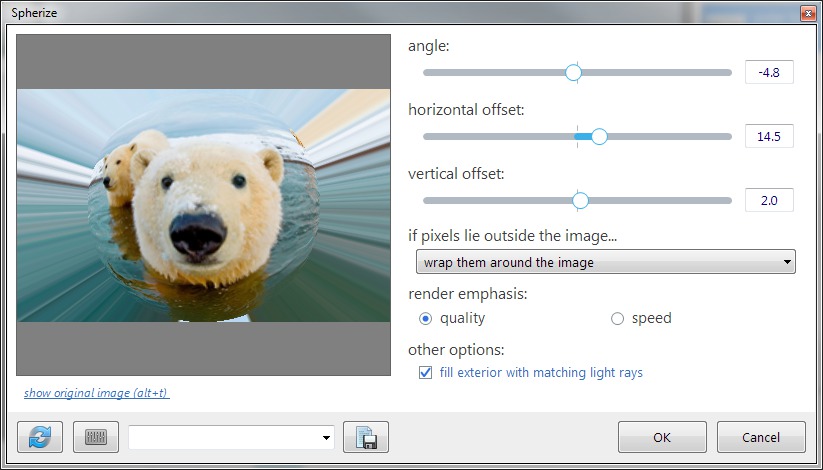 Spherize
angle:
-4.8
horizontal offset:
14.5
vertical offset:
2.0
if pixels lie outside the image...
wrap them around the image
render emphasis:
quality
speed
other options:
fill exterior with matching light rays
show original image (alt+t)
OK
Cancel